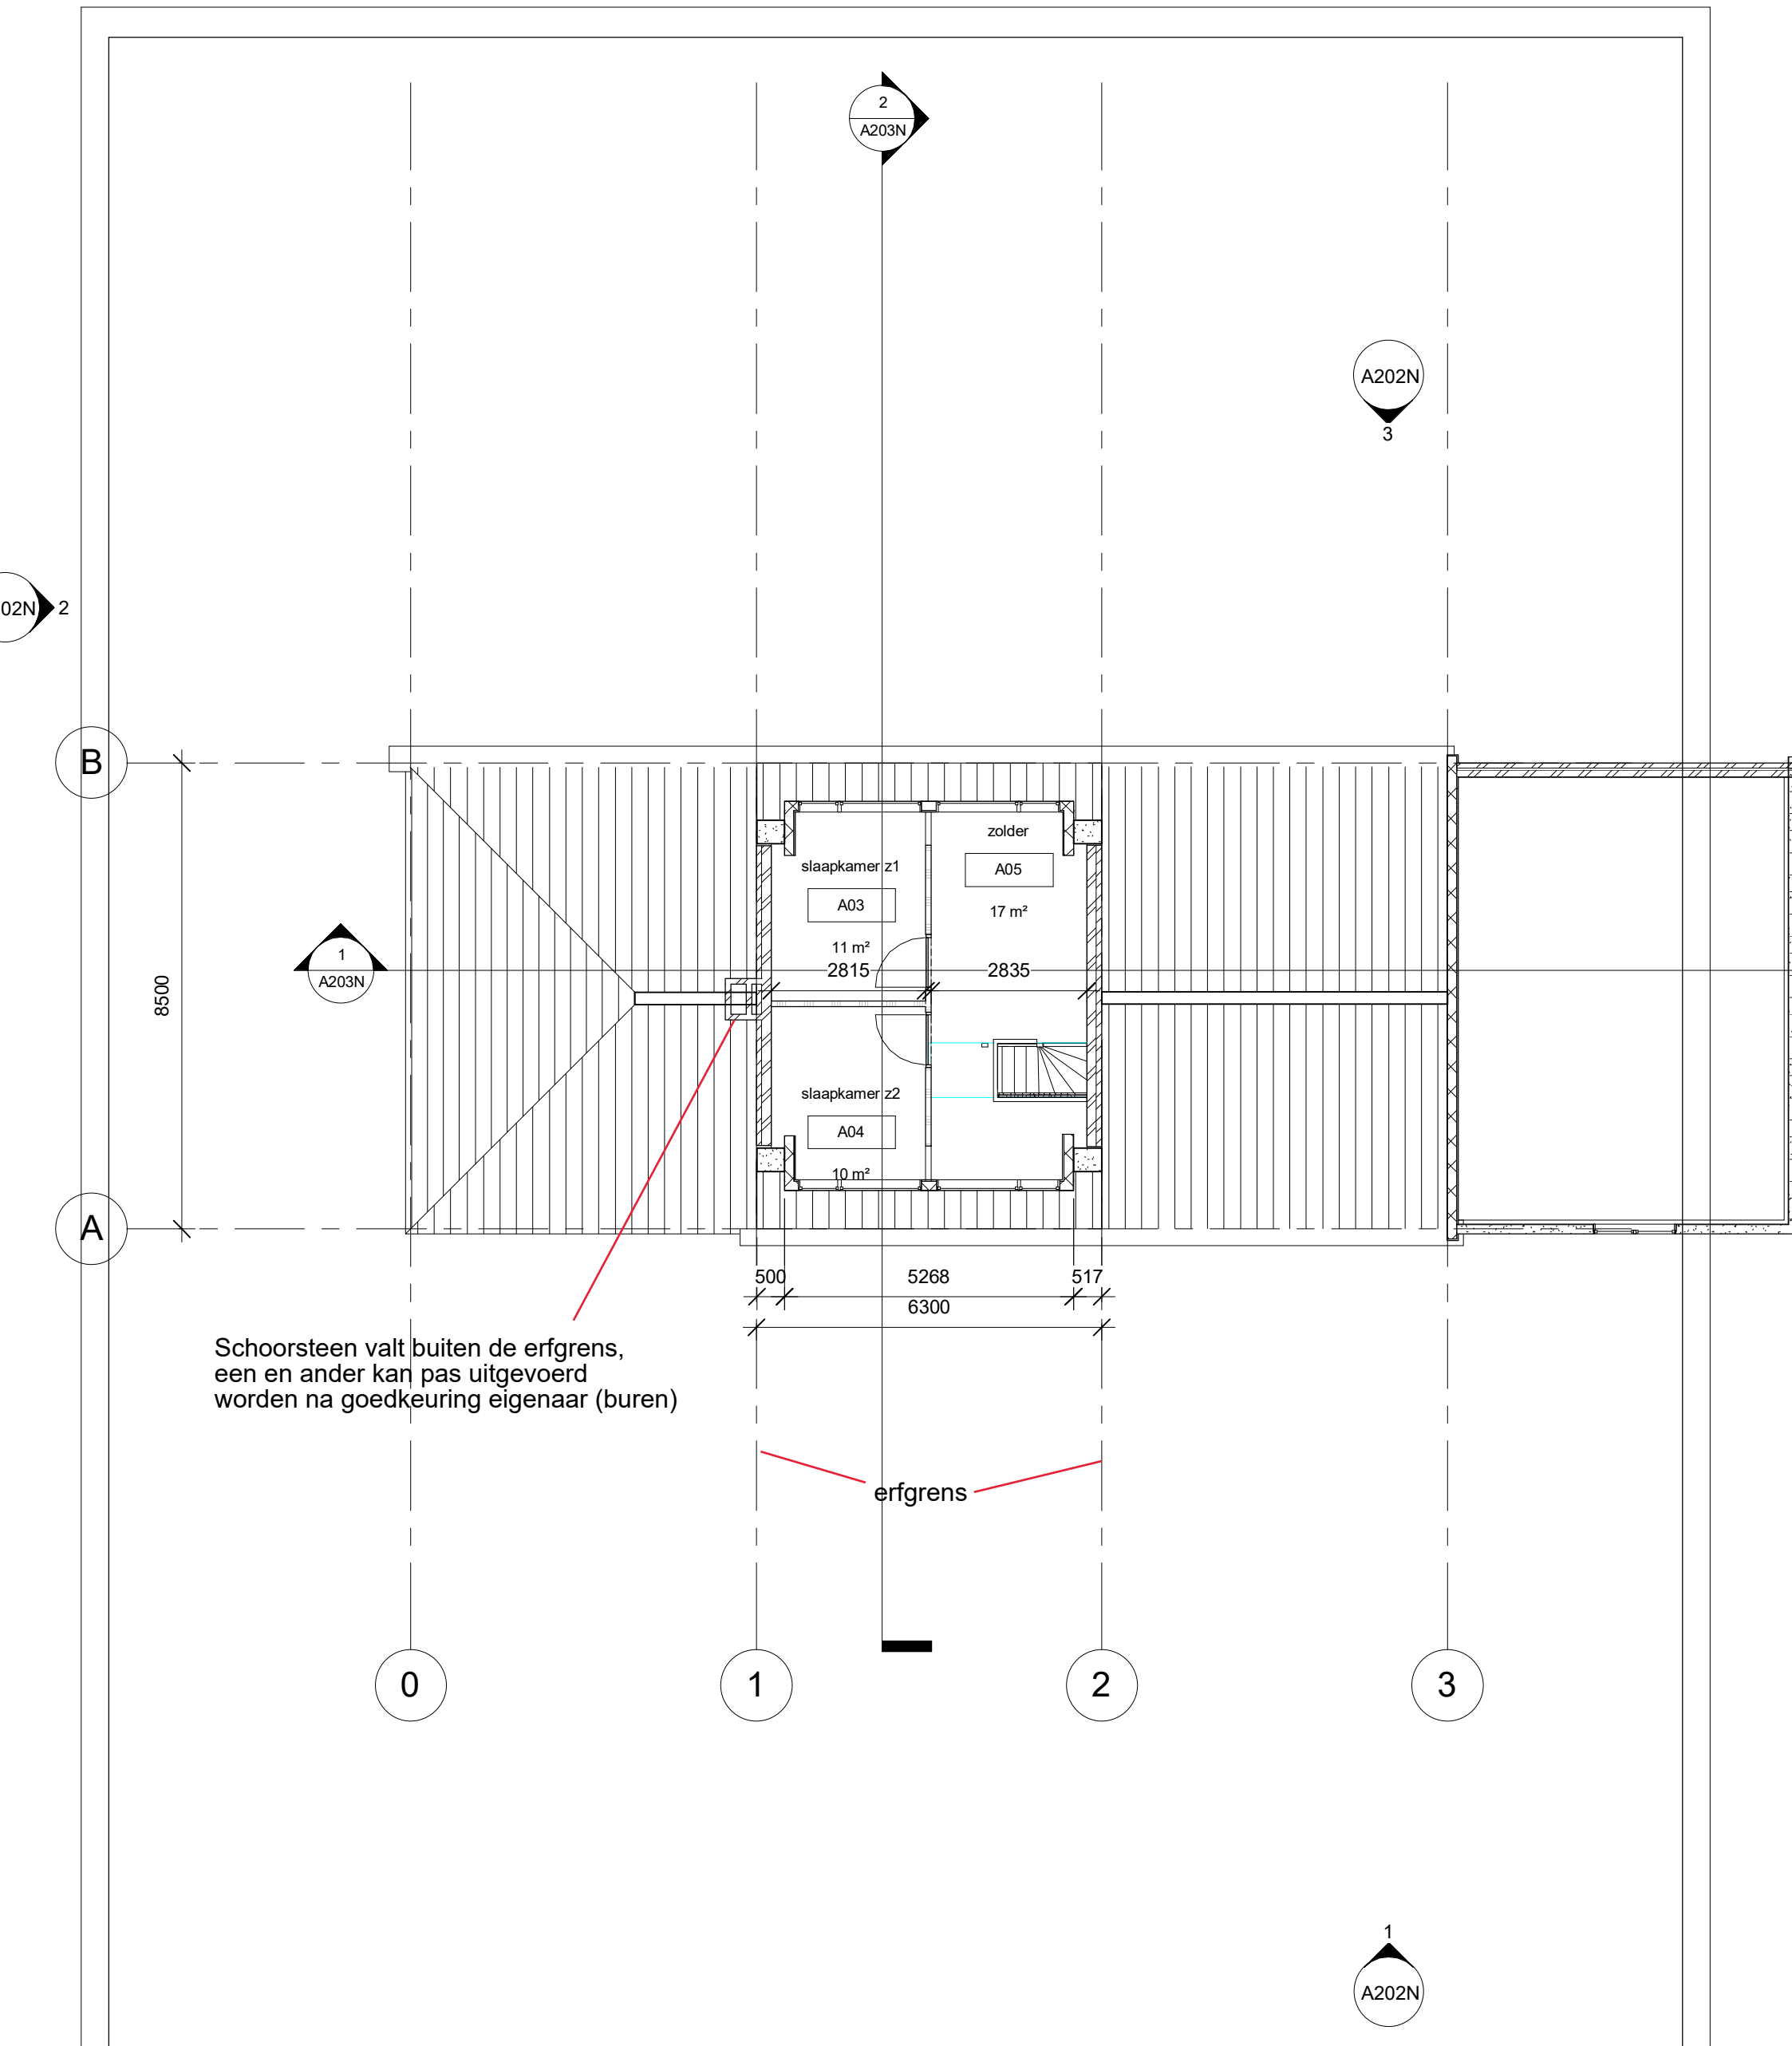 2
A203N
A202N
3
02N
2
B
zolder
slaapkamer z1
A05
A03
17 m²
11 m²
1
A203N
2815
2835
8500
slaapkamer z2
A04
10 m²
A
500
5268
517
6300
Schoorsteen valt buiten de erfgrens,
een en ander kan pas uitgevoerd
worden na goedkeuring eigenaar (buren)
erfgrens
0
1
2
3
1
A202N